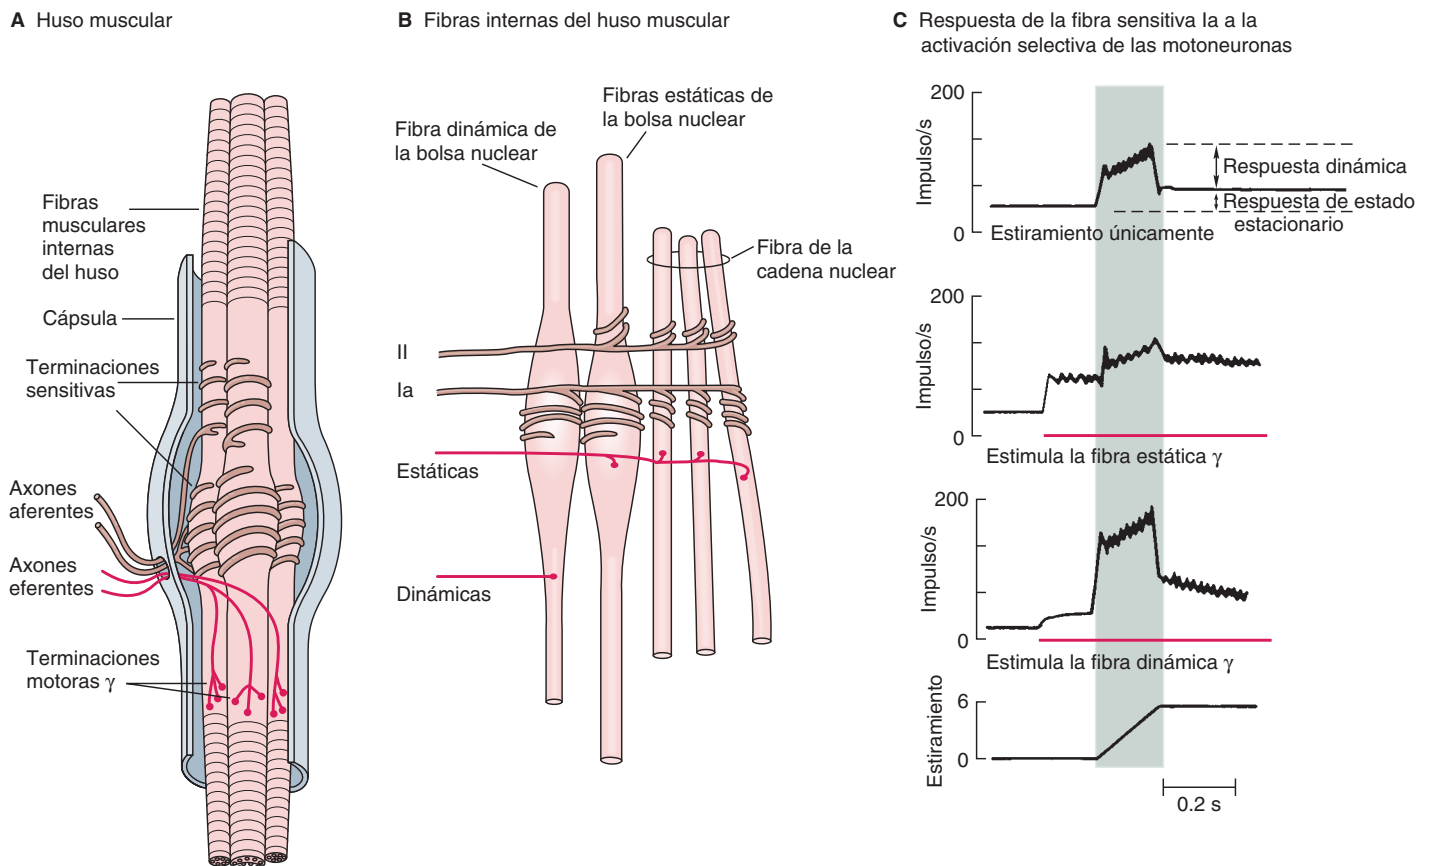 A Huso muscular
Fibras
musculares
internas
del huso
Cápsula
Terminaciones
sensitivas
Axones
aferentes
Axones
eferentes
Terminaciones
motoras γ
B Fibras internas del huso muscular
Fibra dinámica de
la bolsa nuclear
Fibras estáticas de
la bolsa nuclear
Fibra de la
cadena nuclear
II
Ia
Estáticas
Dinámicas
C Respuesta de la fibra sensitiva Ia a la
activación selectiva de las motoneuronas
200
Impulso/s
0
Respuesta dinámica
Respuesta de estado
estacionario
Estiramiento únicamente
200
Impulso/s
0
Estimula la fibra estática γ
200
Impulso/s
0
Estimula la fibra dinámica γ
6
Estiramiento
0
0.2 s